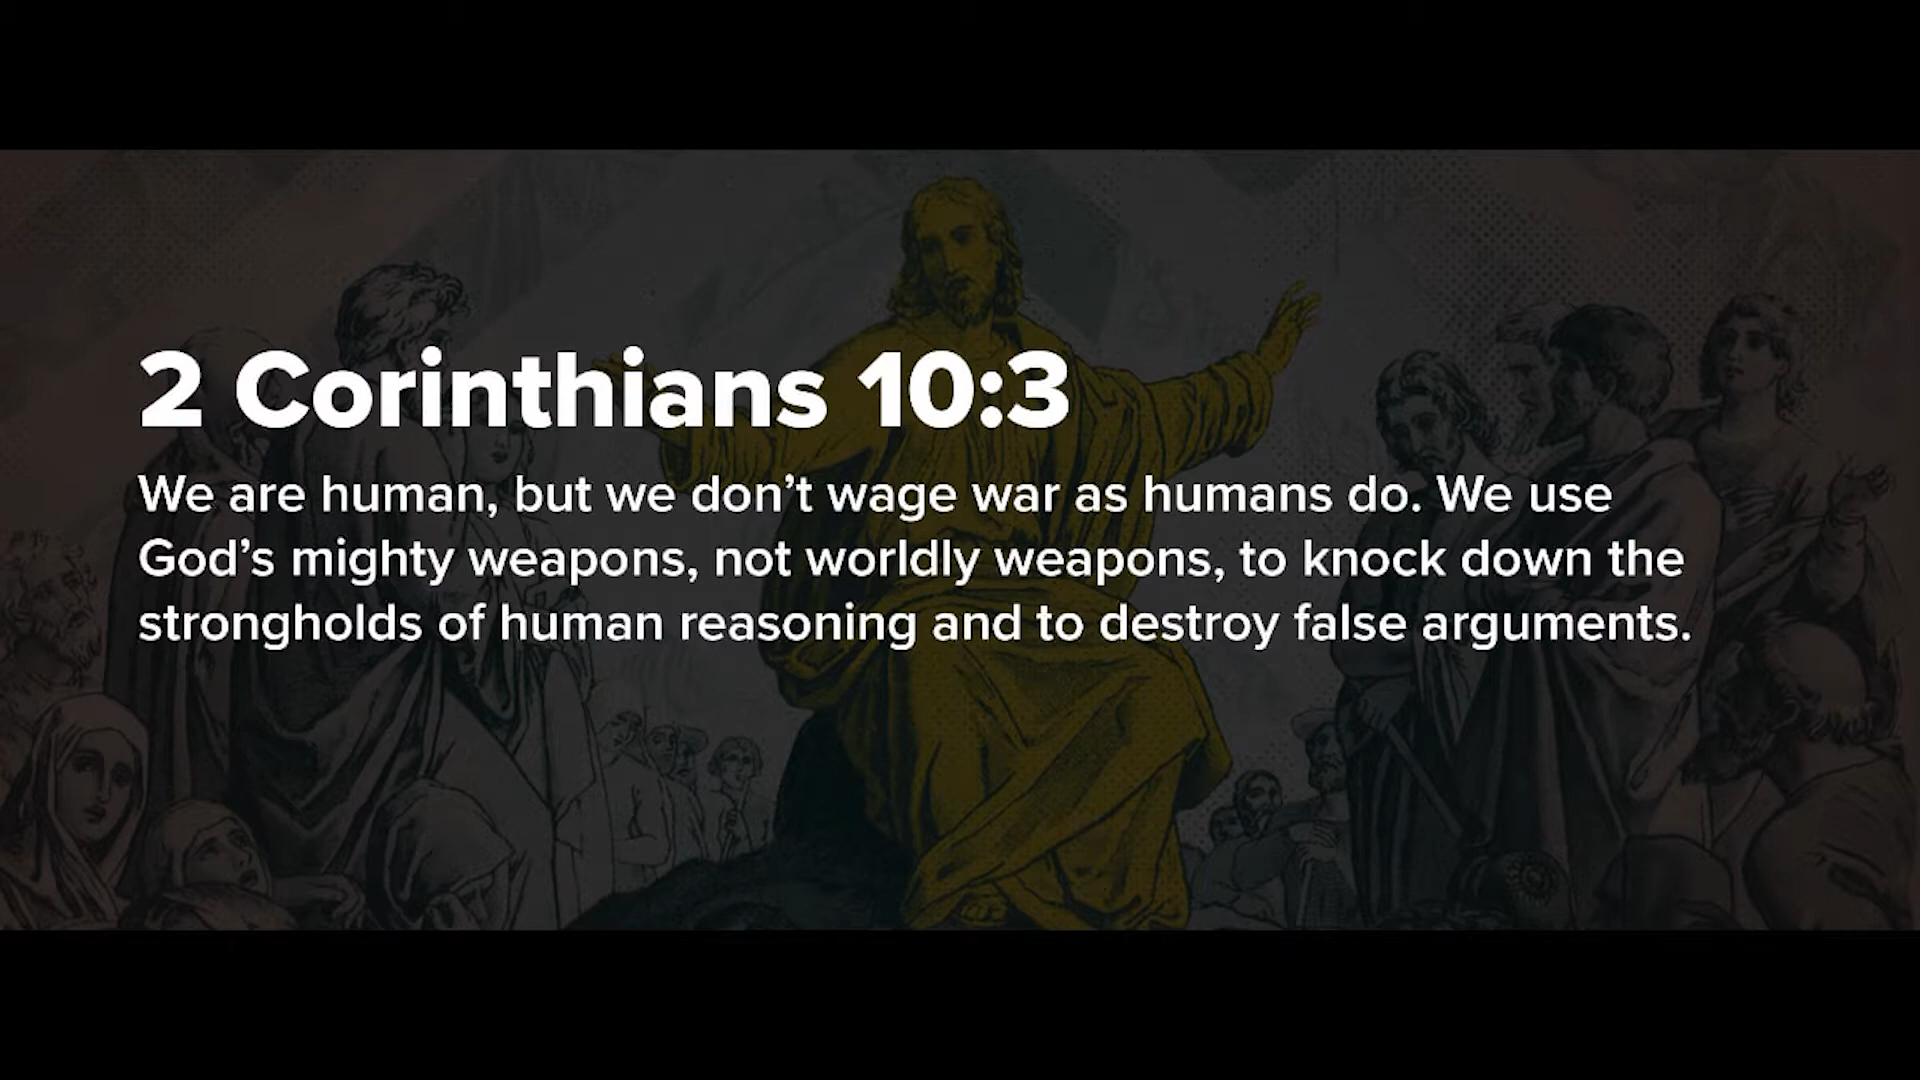 2 Corinthians 10:3
We are human, but we don’t wage war as humans do. We use
God’s mighty weapons, not worldly weapons, to knock down the
strongholds of human reasoning and to destroy false arguments.